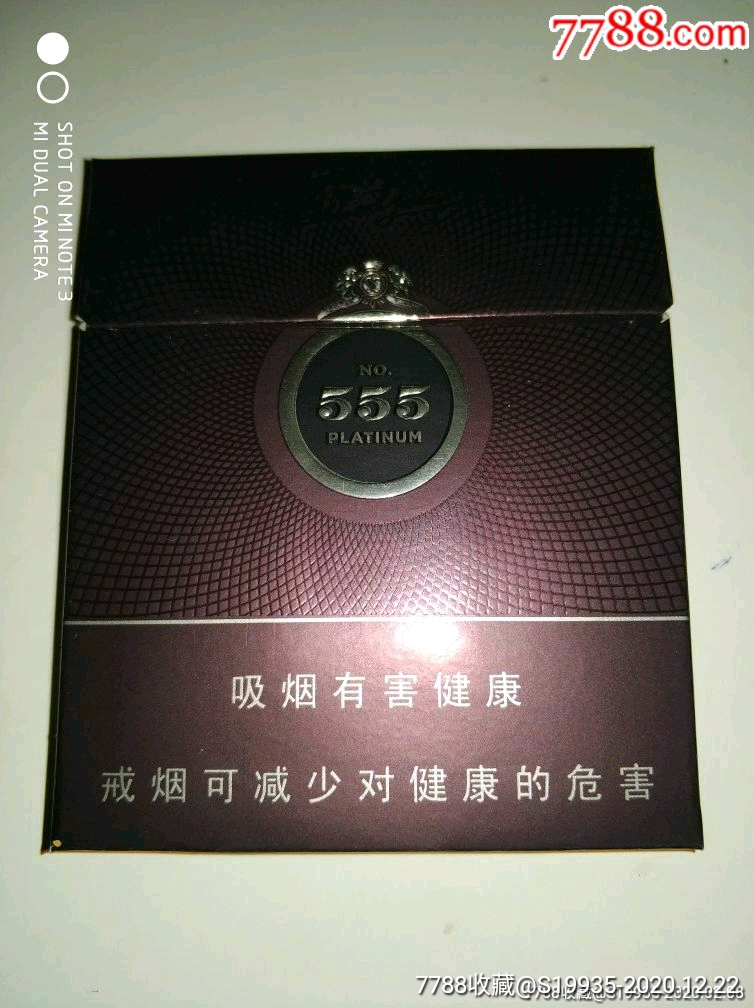 7788.com
SHOT ON MI NOTE 3
MI DUAL CAMERA
NO.
555
PLATINUM
吸烟有害健康
戒烟可减少对健康的危害
7788收藏@S19935-2020.12.22